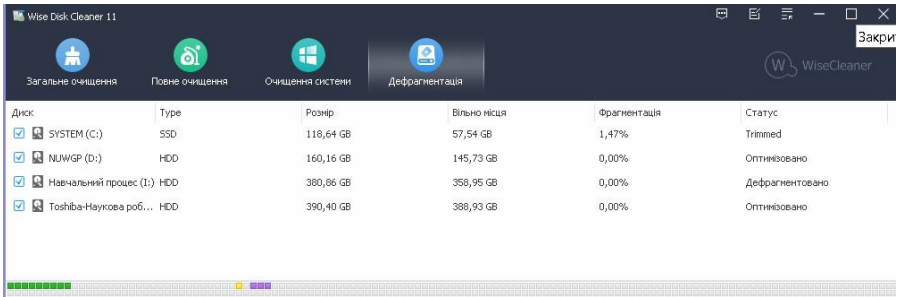 Wise Disk Cleaner 11
Закри
Загальне очищення Повне очищення Очищення системи Дефрагментація
WiseCleaner
Диск Type Розмір Вільно місця Фрагментація Статус
SYSTEM (C:) SSD 118,64 GB 57,54 GB 1,47% Trimmed
NUWGP (D:) HDD 160,16 GB 145,73 GB 0,00% Оптимізовано
Навчальний процес (I:) HDD 380,86 GB 358,95 GB 0,00% Дефрагментовано
Toshiba-Наукова роб... HDD 390,40 GB 388,93 GB 0,00% Оптимізовано